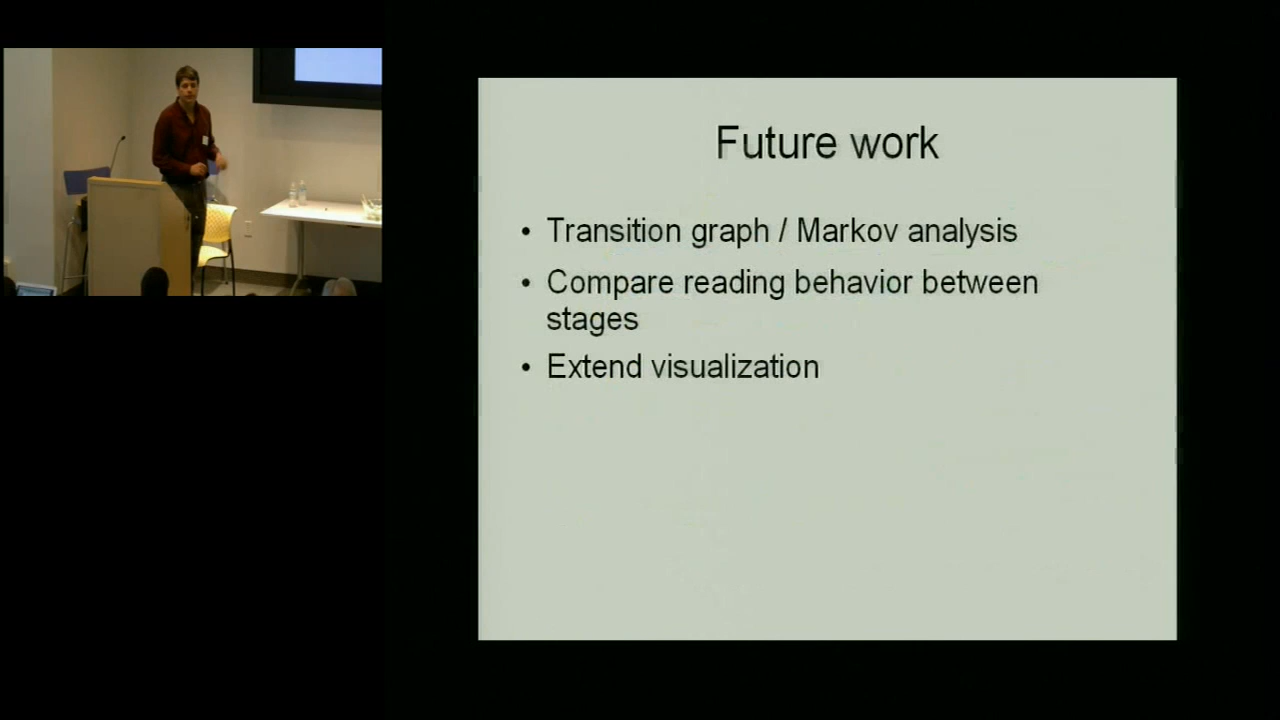 Future work
• Transition graph / Markov analysis
• Compare reading behavior between
stages
• Extend visualization